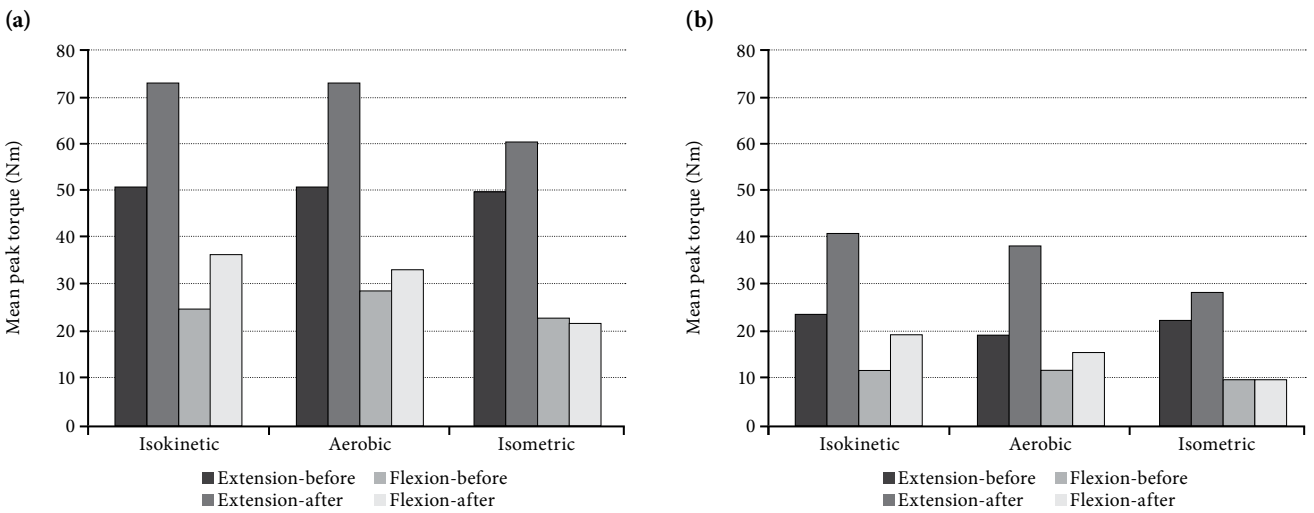 (a)
80
70
60
50
40
30
20
10
0
Mean peak torque (Nm)
Isokinetic Aerobic Isometric
Extension-before Flexion-before
Extension-after Flexion-after
(b)
80
70
60
50
40
30
20
10
0
Mean peak torque (Nm)
Isokinetic Aerobic Isometric
Extension-before Flexion-before
Extension-after Flexion-after